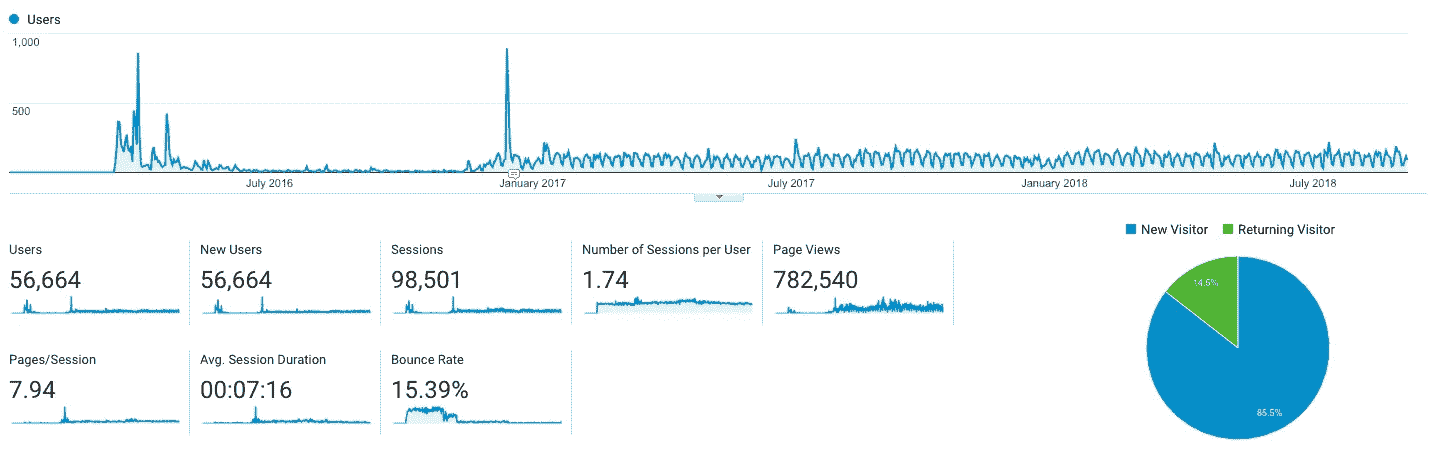 Users
1,000
500
July 2016
January 2017
July 2017
January 2018
July 2018
New Visitor Returning Visitor
Users New Users Sessions Number of Sessions per User Page Views
56,664 56,664 98,501 1.74 782,540
14.5%
Pages/Session Avg. Session Duration Bounce Rate
7.94 00:07:16 15.39%
85.5%